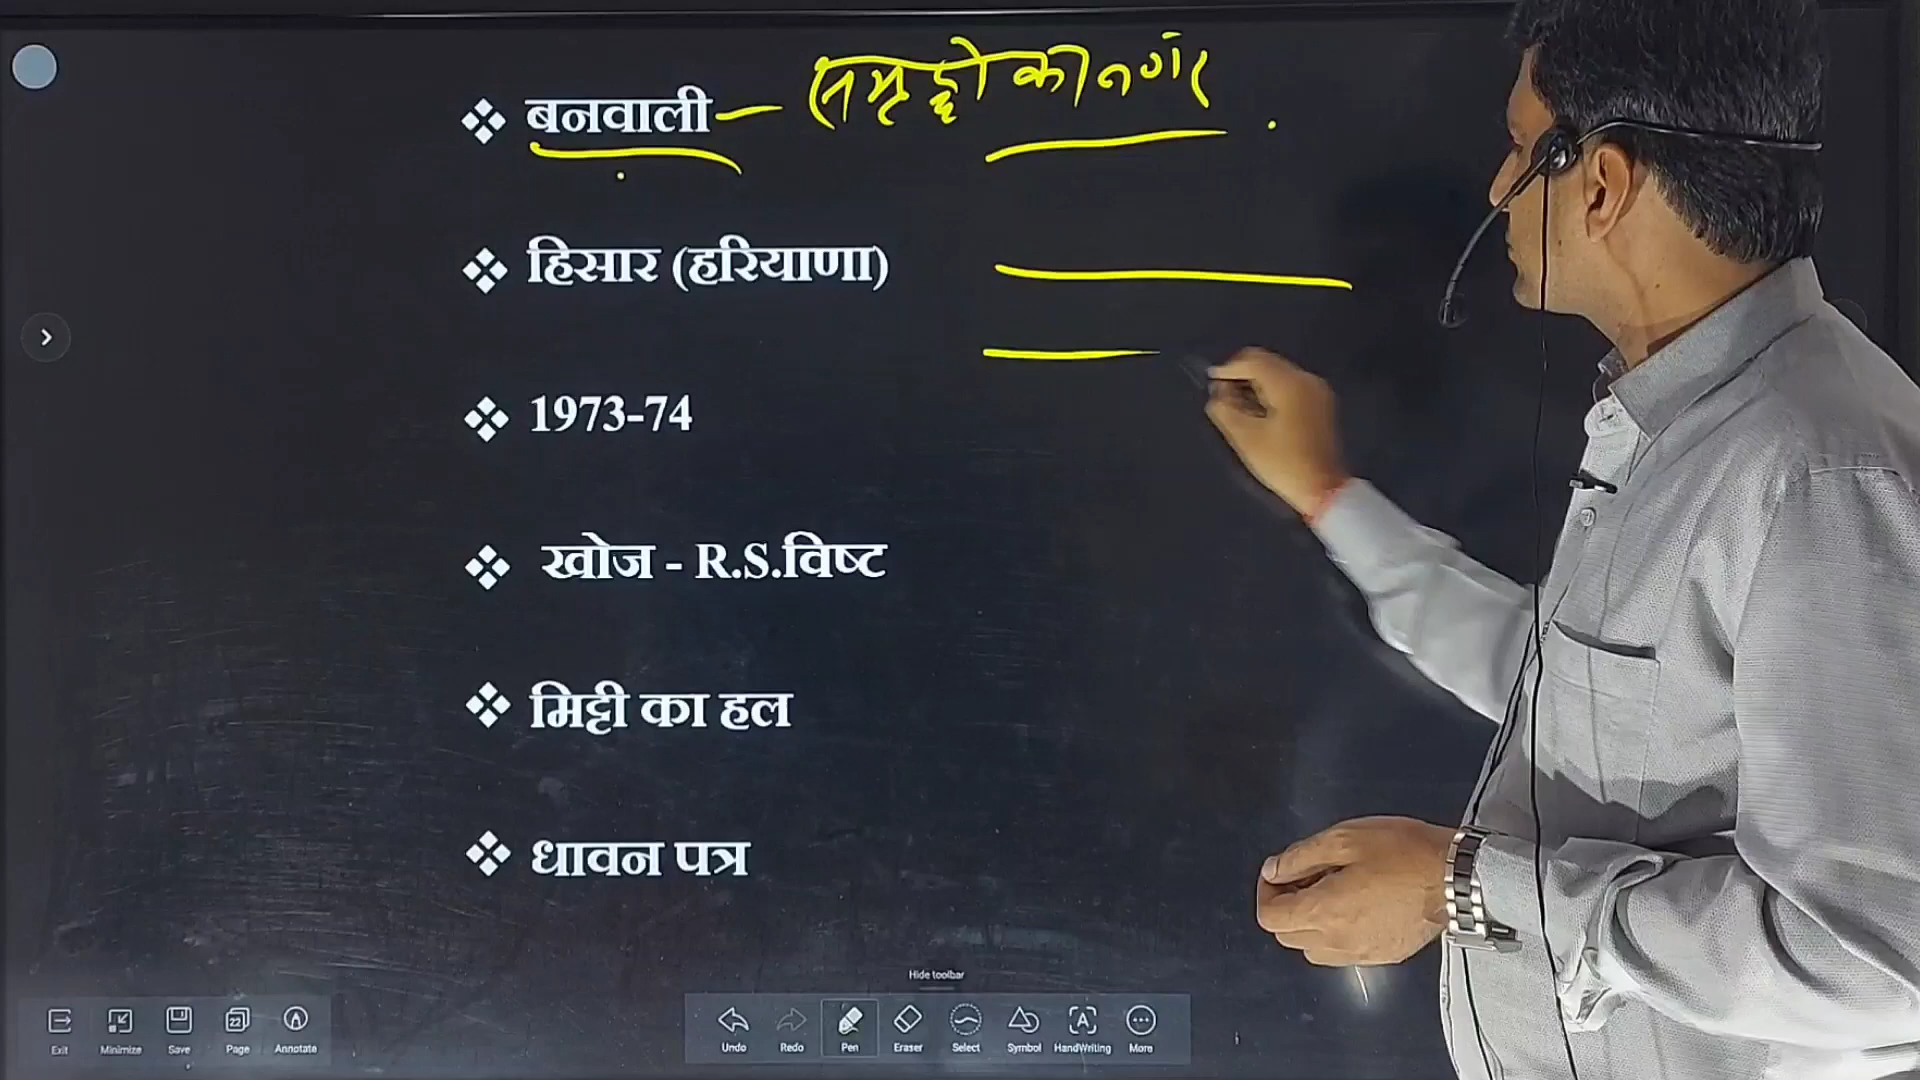 बनवाली – समृद्धो का नगर
हिसार (हरियाणा)
1973-74
खोज - R.S.विष्ट
मिट्टी का हल
धावन पत्र
Hide toolbar
Exit Minimize Save Page Annotate Undo Redo Pen Eraser Select Symbol HandWriting More
22